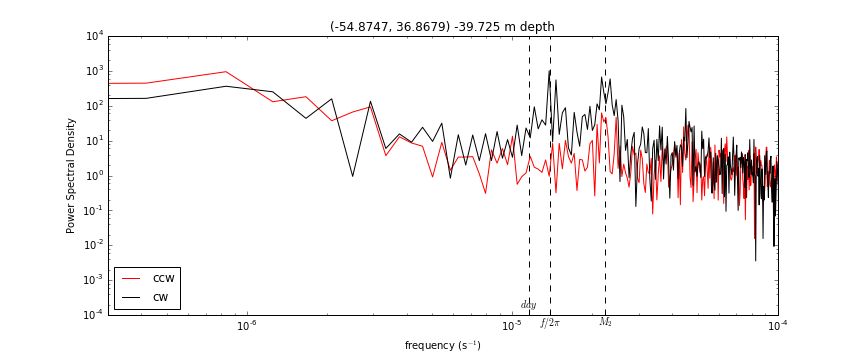 (-54.8747, 36.8679) -39.725 m depth
Power Spectral Density
10^4
10^3
10^2
10^1
10^0
10^-1
10^-2
10^-3
10^-4
ccw
cw
day
f/2π
M₂
10^-6
10^-5
10^-4
frequency (s⁻¹)